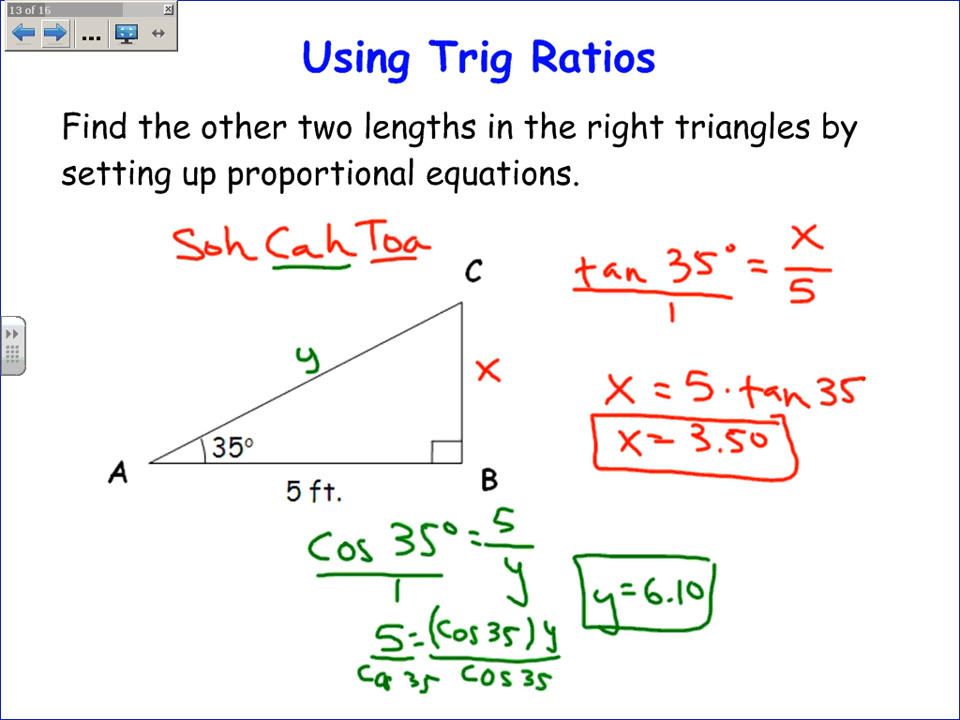 13 of 16
...
Using Trig Ratios
Find the other two lengths in the right triangles by
setting up proportional equations.
Soh Cah Toa
C
y
x
35°
A
B
5 ft.
tan 35° = x/5
1
x = 5 · tan 35
x = 3.50
cos 35° = 5/y
1
5 = (cos 35) y
cos 35 cos 35
y = 6.10